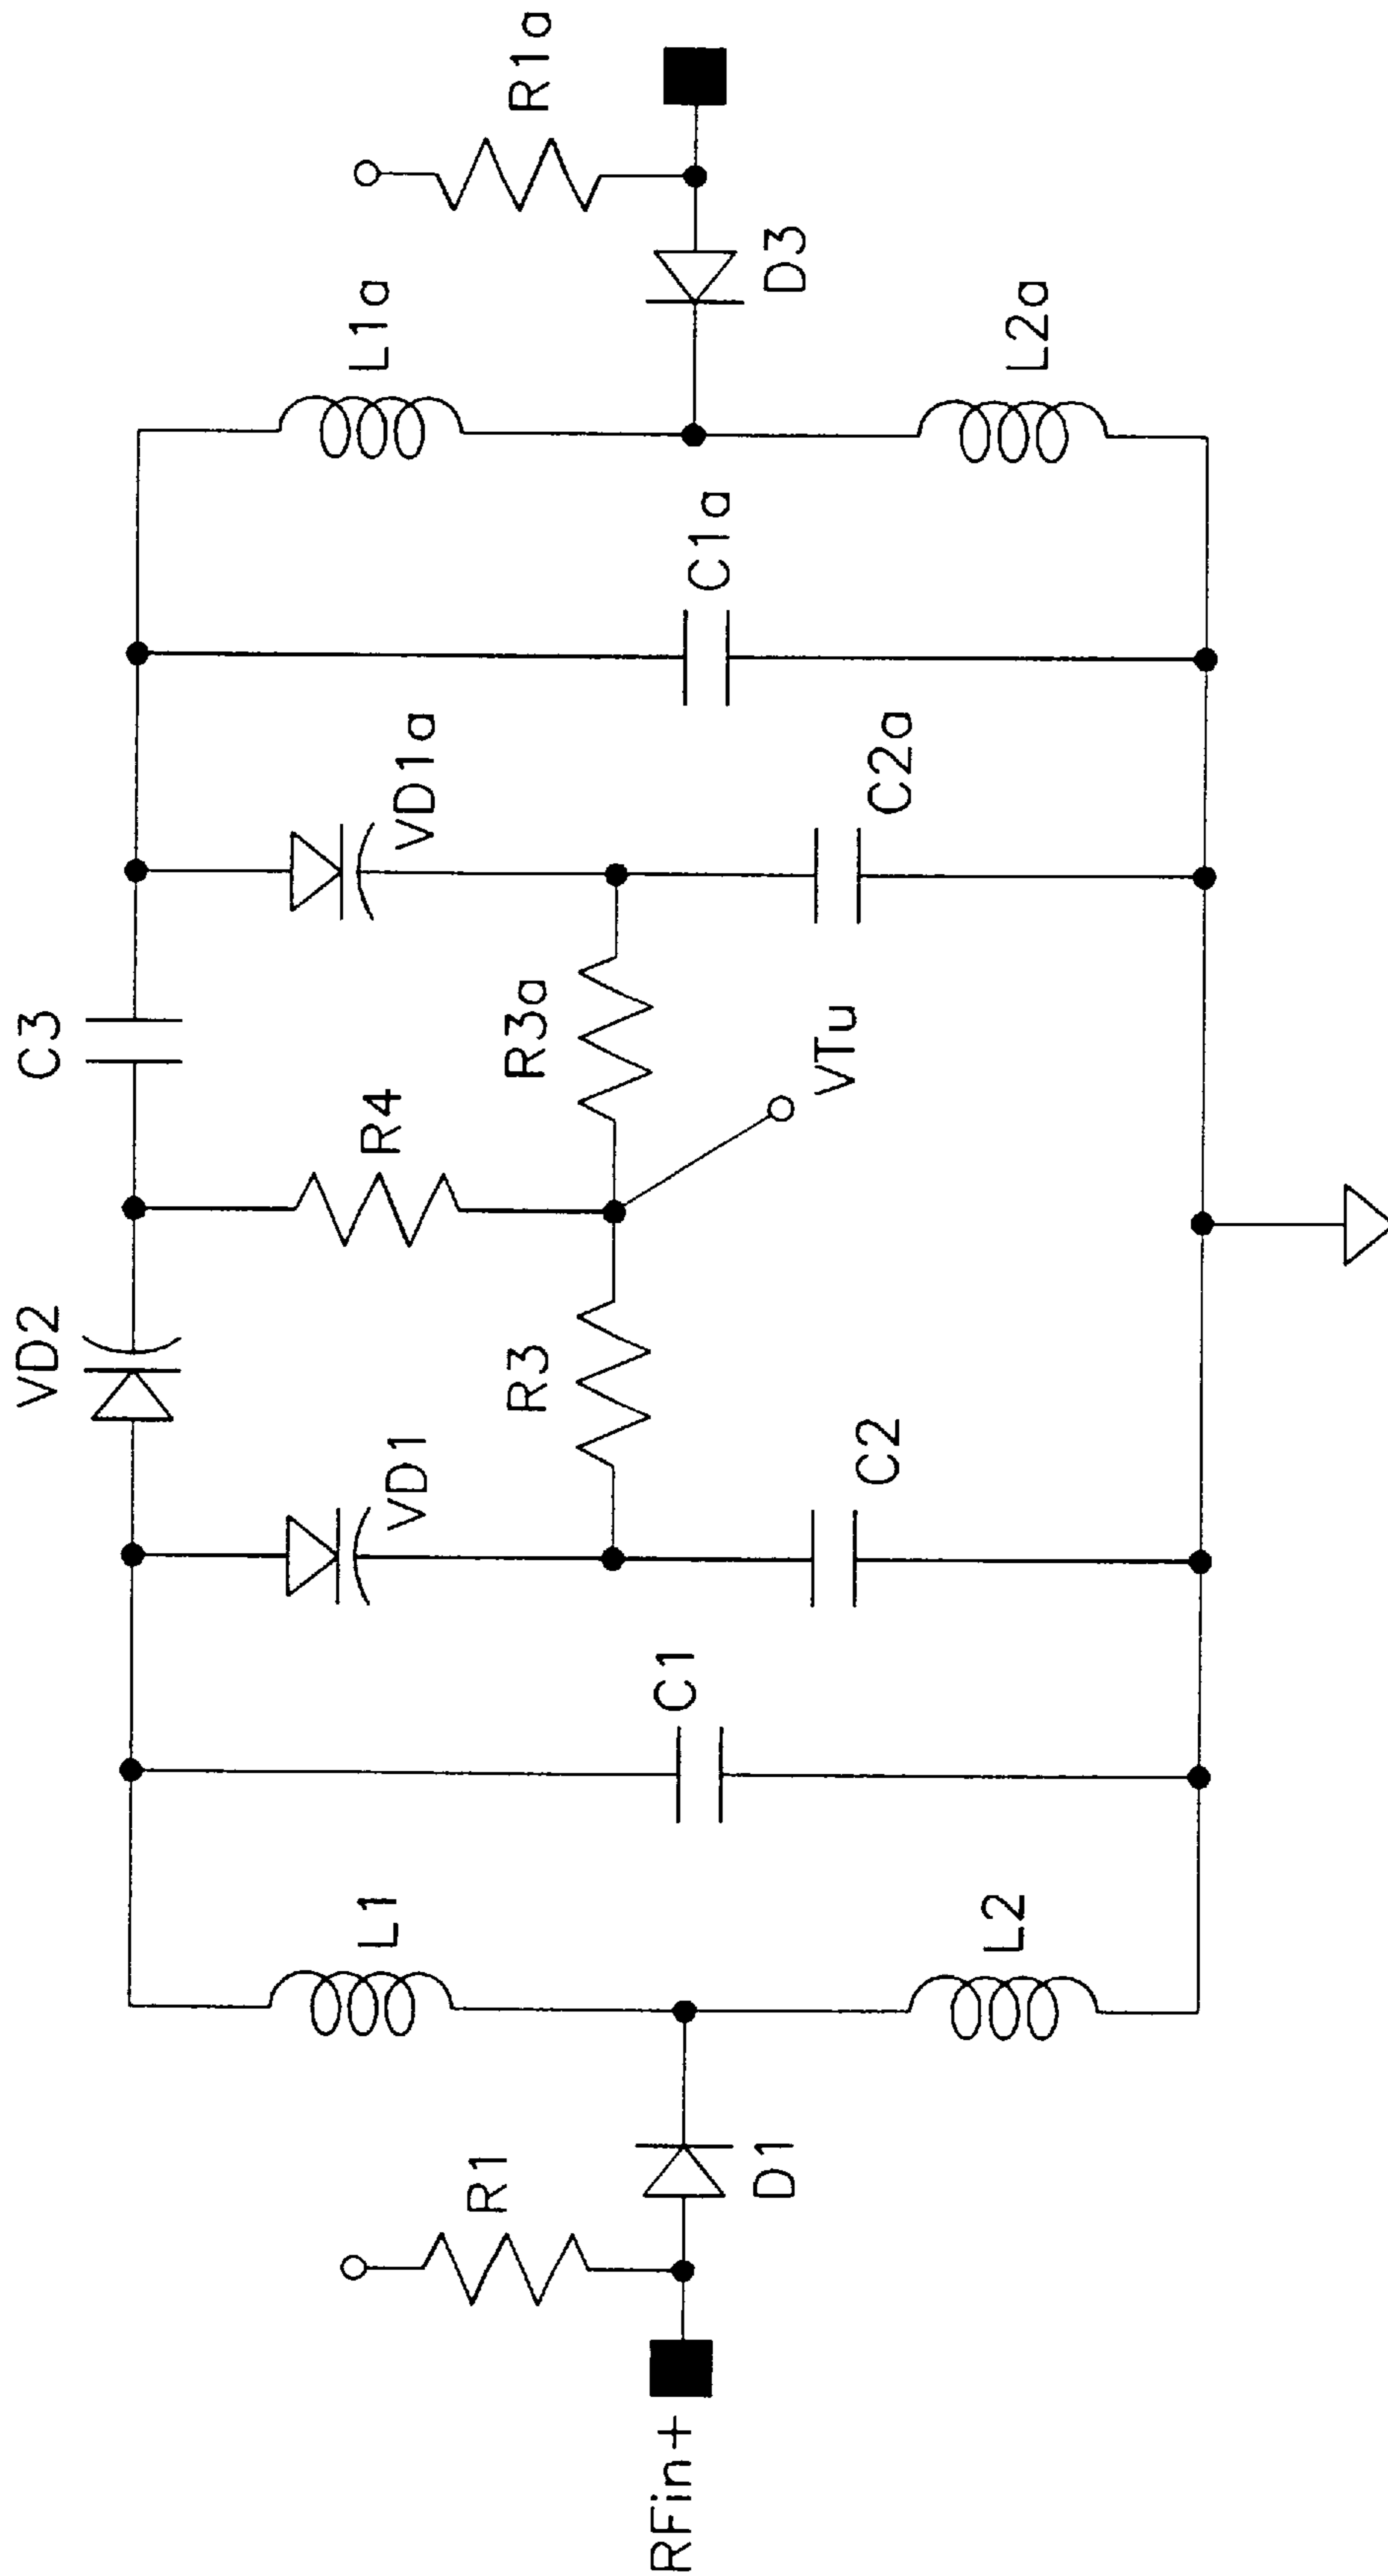 RFin+
R1
D1
L1
L2
C1
VD1
C2
VD2
R3
R4
VTu
C3
R3a
VD1a
C2a
C1a
L1a
L2a
D3
R1a